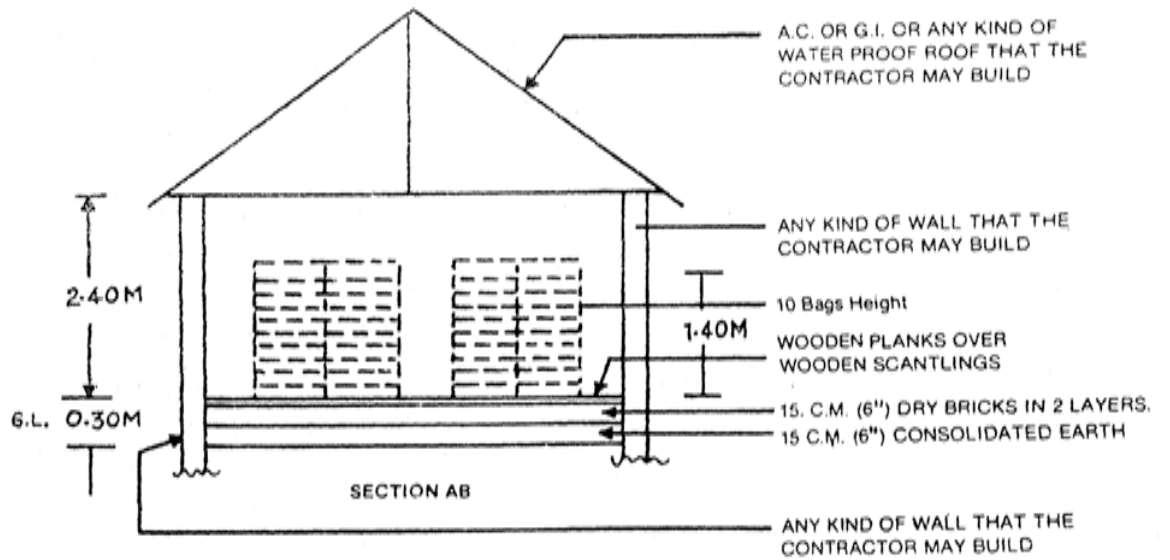 A.C. OR G.I. OR ANY KIND OF
WATER PROOF ROOF THAT THE
CONTRACTOR MAY BUILD
ANY KIND OF WALL THAT THE
CONTRACTOR MAY BUILD
2.40M
10 Bags Height
1.40M
WOODEN PLANKS OVER
WOODEN SCANTLINGS
G.L. 0.30M
15. C.M. (6") DRY BRICKS IN 2 LAYERS.
15 C.M. (6") CONSOLIDATED EARTH
SECTION AB
ANY KIND OF WALL THAT THE
CONTRACTOR MAY BUILD